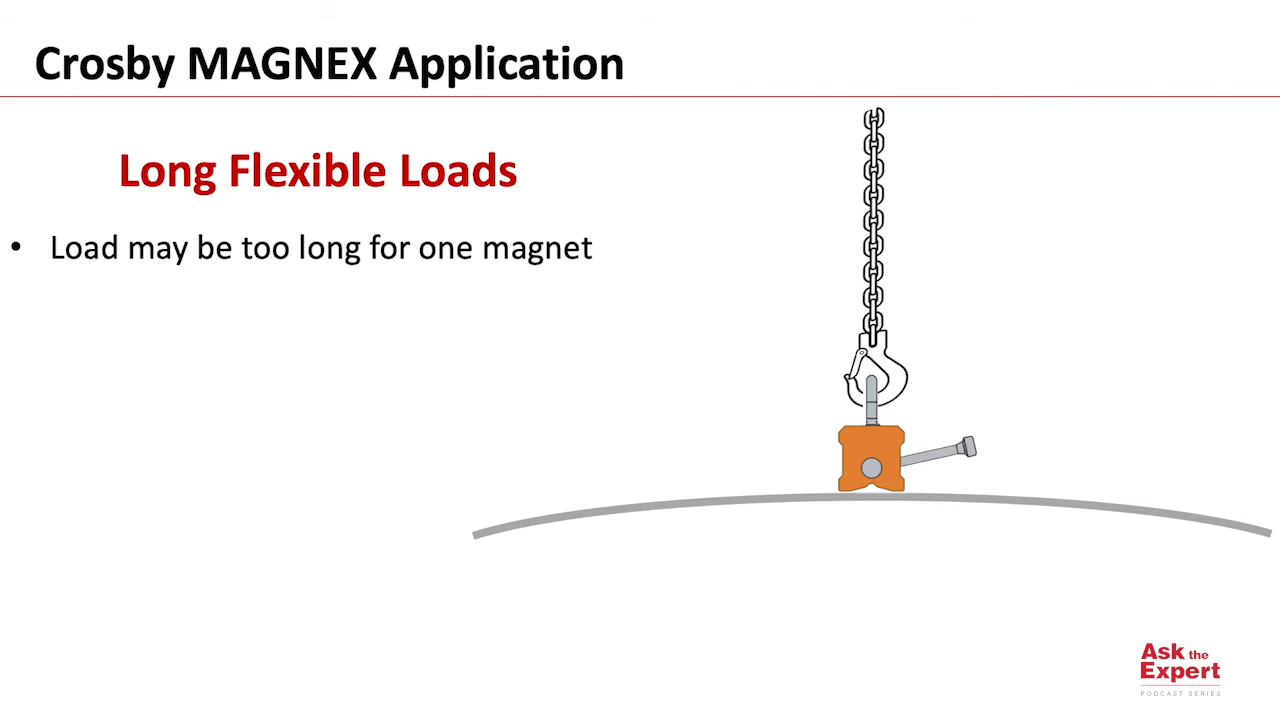 Crosby MAGNEX Application
Long Flexible Loads
• Load may be too long for one magnet
Ask the
Expert
PODCAST SERIES